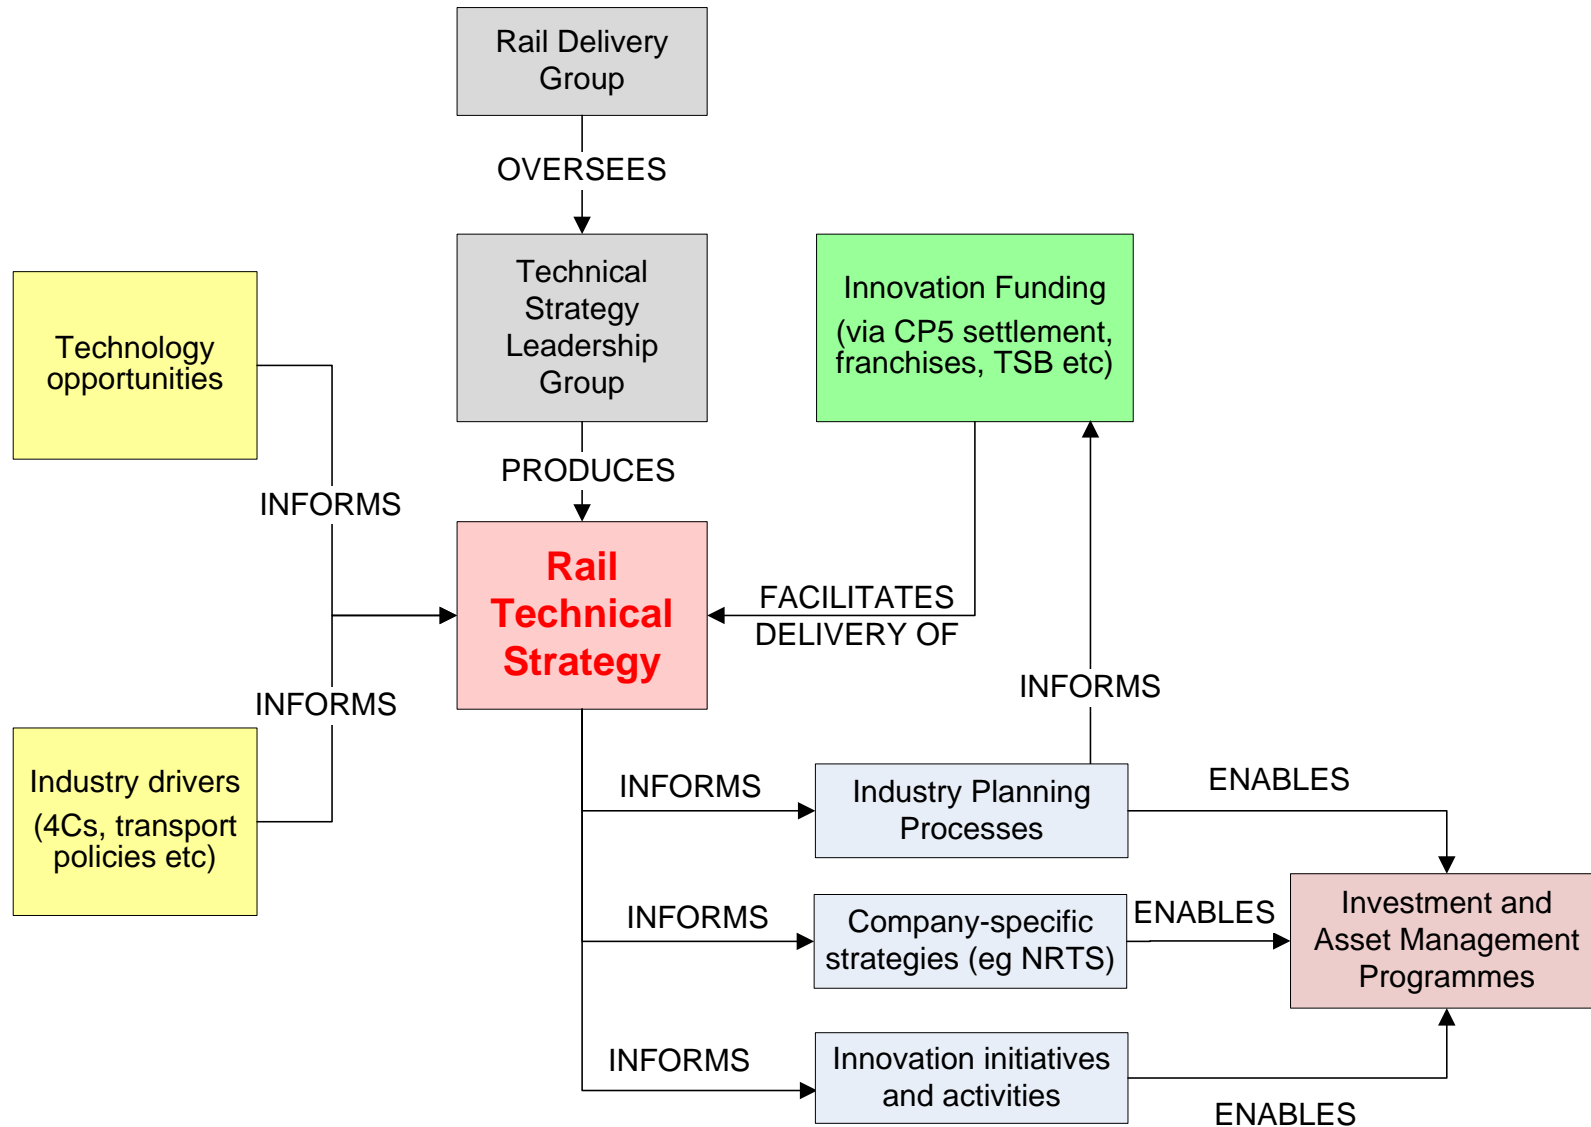 Rail Delivery
Group
OVERSEES
Technical
Strategy
Leadership
Group
Innovation Funding
(via CP5 settlement,
franchises, TSB etc)
Technology
opportunities
PRODUCES
INFORMS
Rail
Technical
Strategy
FACILITATES
DELIVERY OF
INFORMS
INFORMS
Industry drivers
(4Cs, transport
policies etc)
INFORMS
Industry Planning
Processes
ENABLES
INFORMS
Company-specific
strategies (eg NRTS)
ENABLES
Investment and
Asset Management
Programmes
INFORMS
Innovation initiatives
and activities
ENABLES